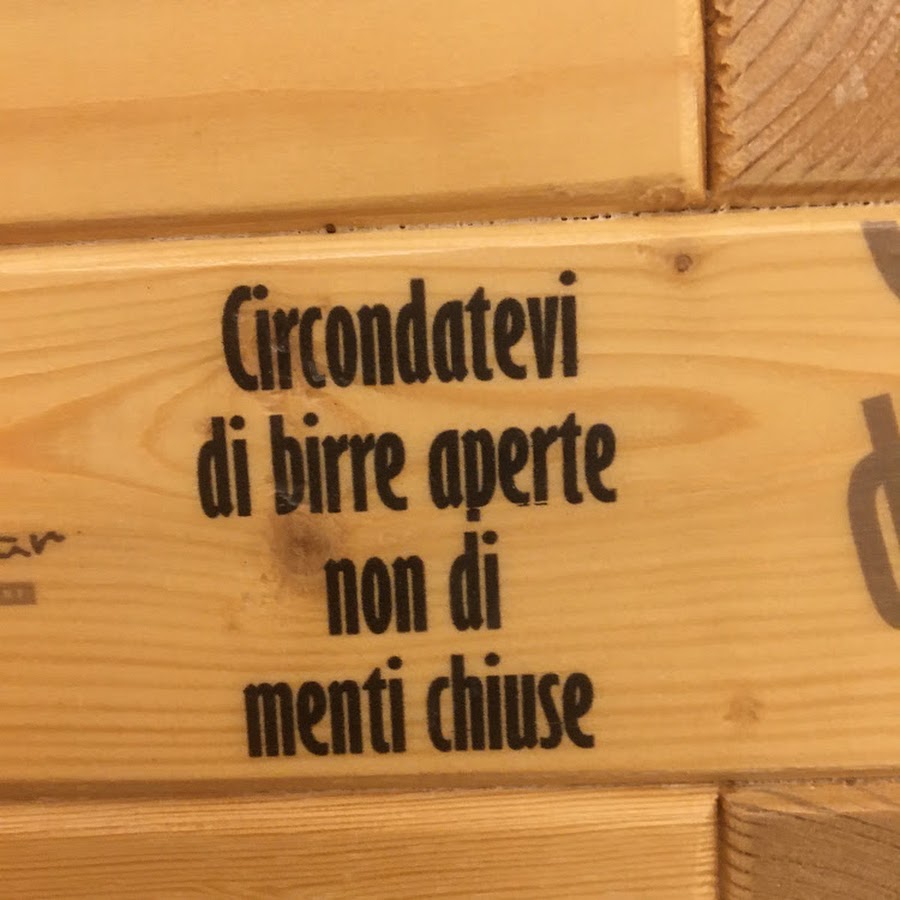 Circondatevi
di birre aperte
non di
menti chiuse